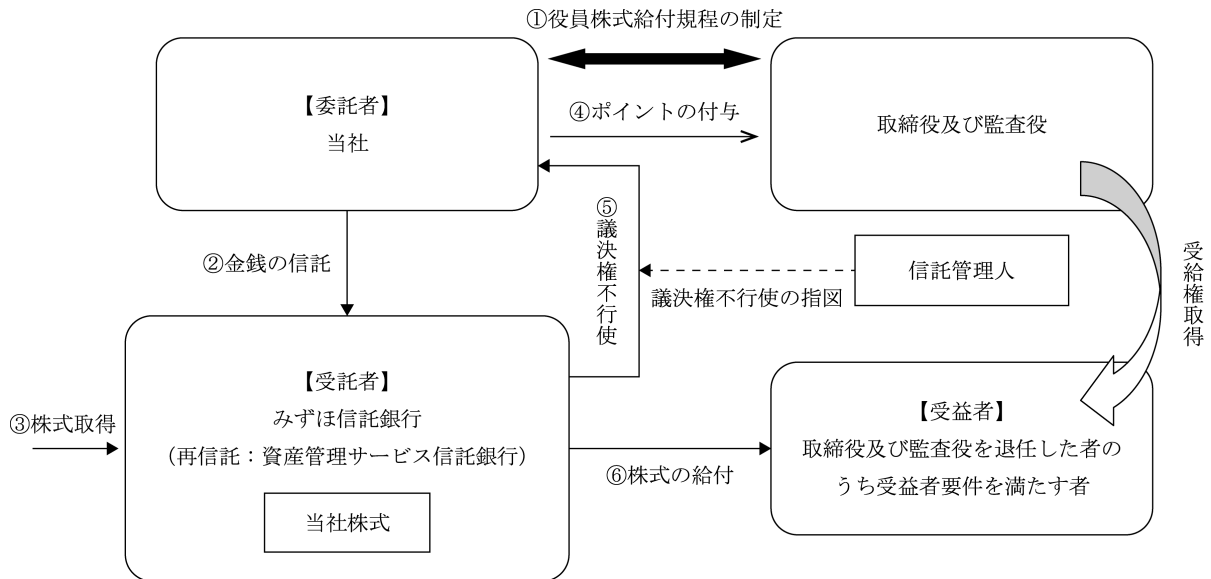 ①役員株式給付規程の制定
【委託者】
当社
④ポイントの付与
取締役及び監査役
②金銭の信託
⑤議決権不行使
信託管理人
議決権不行使の指図
受給権取得
【受託者】
みずほ信託銀行
（再信託：資産管理サービス信託銀行）
当社株式
③株式取得
⑥株式の給付
【受益者】
取締役及び監査役を退任した者の
うち受益者要件を満たす者